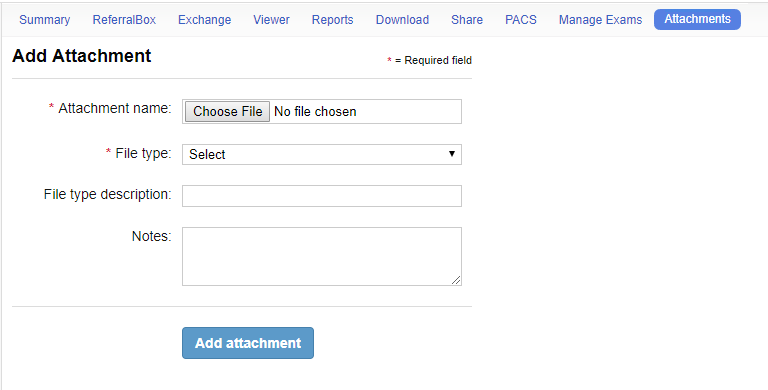 Summary ReferralBox Exchange Viewer Reports Download Share PACS Manage Exams Attachments
Add Attachment
* = Required field
* Attachment name: Choose File No file chosen
* File type: Select
File type description:
Notes:
Add attachment